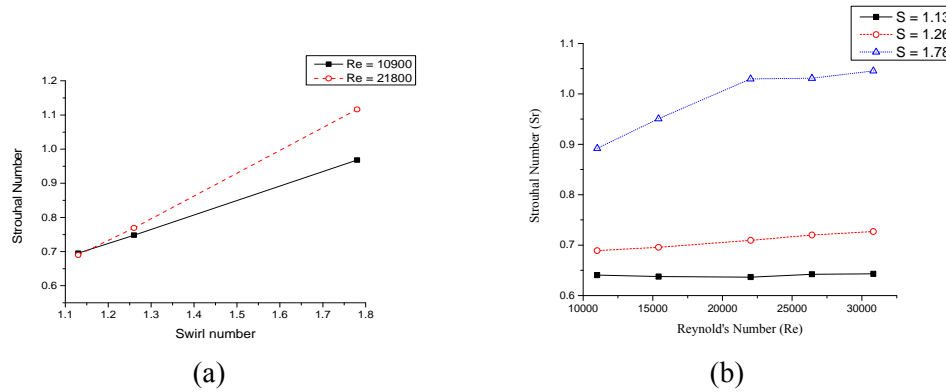 Re = 10900
Re = 21800
1.2
1.1
1.0
0.9
0.8
0.7
0.6
Strouhal Number
1.1 1.2 1.3 1.4 1.5 1.6 1.7 1.8
Swirl number
(a)
S = 1.13
S = 1.26
S = 1.78
1.1
1.0
0.9
0.8
0.7
0.6
Strouhal Number (Sr)
10000 15000 20000 25000 30000
Reynold's Number (Re)
(b)